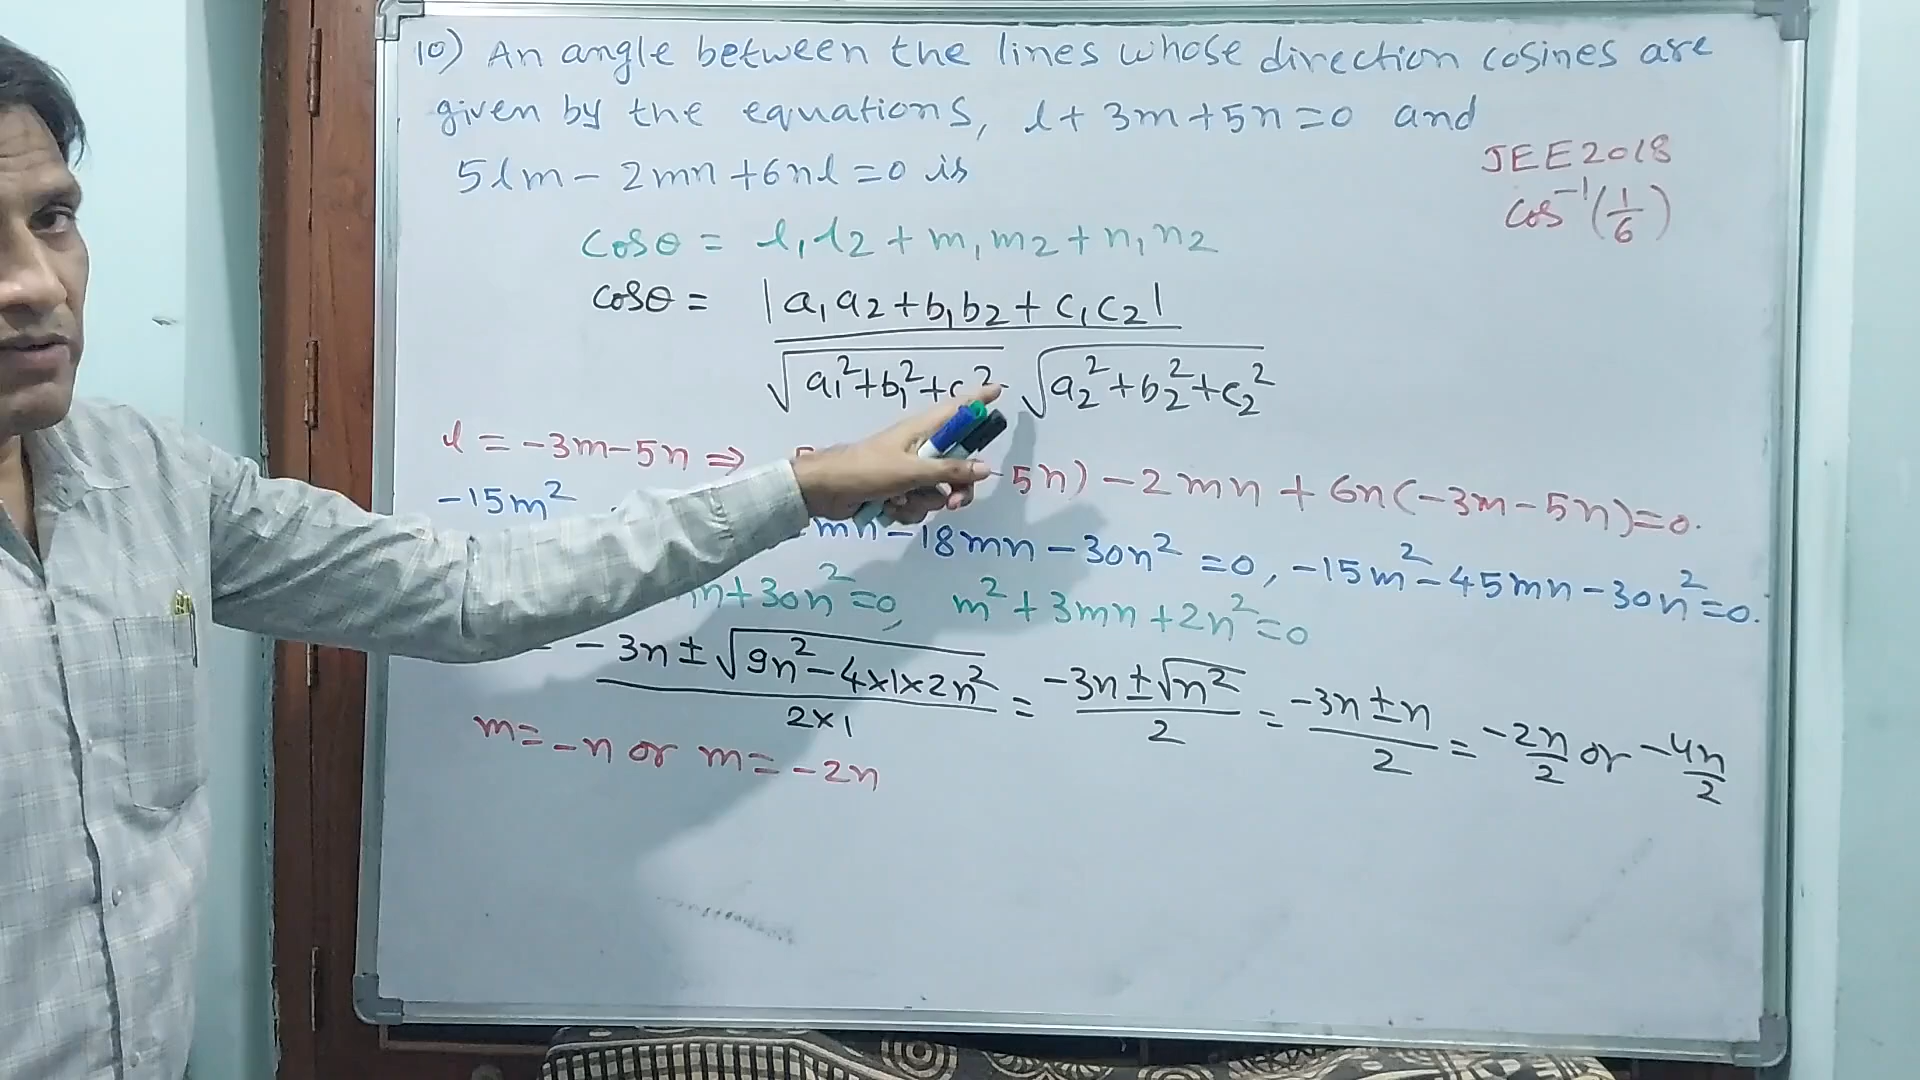 10) An angle between the lines whose direction cosines are
given by the equations, l + 3m + 5n = 0 and
5lm - 2mn + 6nl = 0 is
JEE 2018
cos⁻¹(1/6)
cosθ = l₁l₂ + m₁m₂ + n₁n₂
cosθ = |a₁a₂ + b₁b₂ + c₁c₂| / √(a₁² + b₁² + c₁²) √(a₂² + b₂² + c₂²)
l = -3m - 5n ⇒ 5n) - 2mn + 6n(-3m - 5n) = 0.
-15m² mn - 18mn - 30n² = 0, -15m² - 45mn - 30n² = 0.
mn + 30n² = 0, m² + 3mn + 2n² = 0
= (-3n ± √(9n² - 4×1×2n²)) / (2×1) = (-3n ± √n²) / 2 = (-3n ± n) / 2 = -2n/2 or -4n/2
m = -n or m = -2n